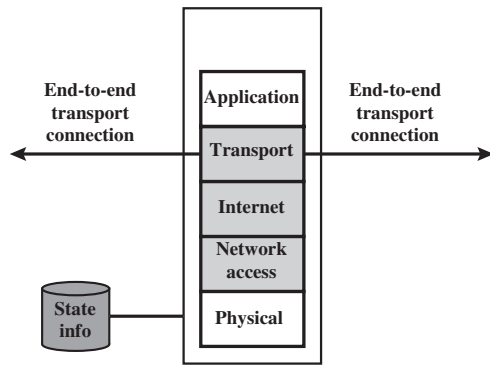 End-to-end
transport
connection
Application
Transport
Internet
Network
access
Physical
End-to-end
transport
connection
State
info